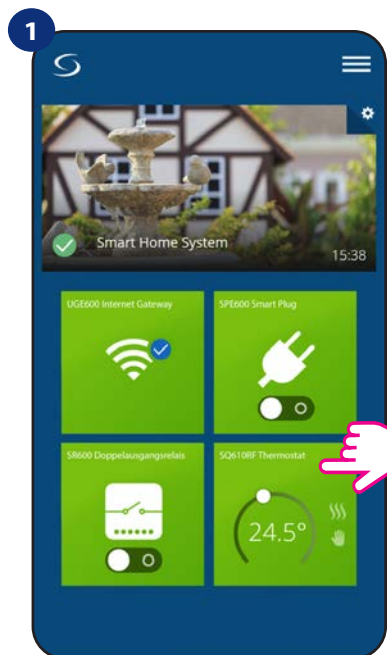 1
Smart Home System
15:38
UGE600 Internet Gateway
SPE600 Smart Plug
SR600 Doppelausgangsrelais
SQ610RF Thermostat
24.5°